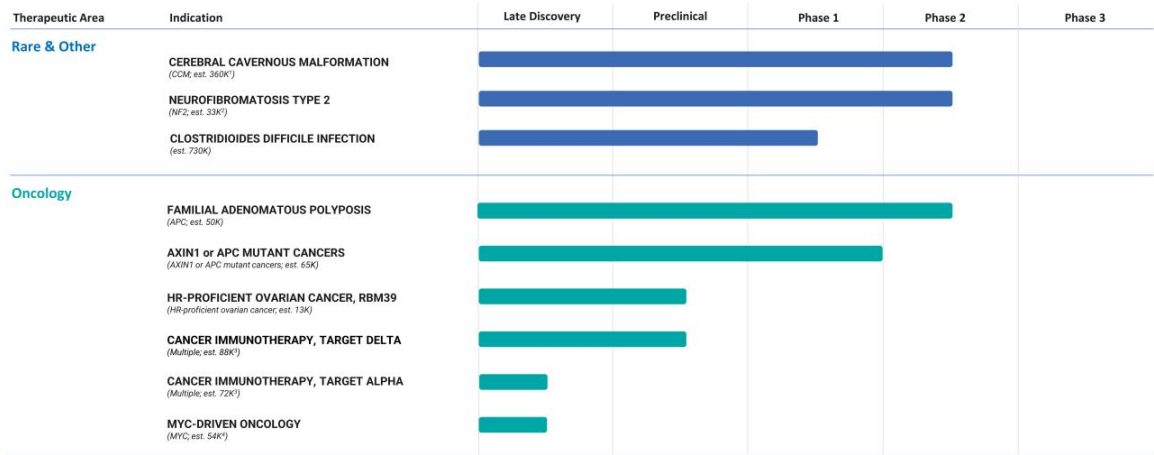 Therapeutic Area Indication Late Discovery Preclinical Phase 1 Phase 2 Phase 3
Rare & Other
CEREBRAL CAVERNOUS MALFORMATION
(CCM; est. 360K¹)
NEUROFIBROMATOSIS TYPE 2
(NF2; est. 33K²)
CLOSTRIDIOIDES DIFFICILE INFECTION
(est. 730K)
Oncology
FAMILIAL ADENOMATOUS POLYPOSIS
(APC; est. 50K)
AXIN1 or APC MUTANT CANCERS
(AXIN1 or APC mutant cancers; est. 65K)
HR-PROFICIENT OVARIAN CANCER, RBM39
(HR-proficient ovarian cancer; est. 13K)
CANCER IMMUNOTHERAPY, TARGET DELTA
(Multiple; est. 88K³)
CANCER IMMUNOTHERAPY, TARGET ALPHA
(Multiple; est. 72K³)
MYC-DRIVEN ONCOLOGY
(MYC; est. 54K⁴)